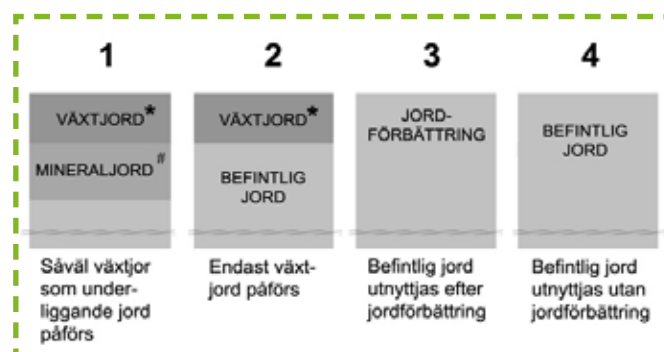 1
VÄXTJORD*
MINERALJORD#
Såväl växtjor
som under-
liggande jord
påförs
2
VÄXTJORD*
BEFINTLIG
JORD
Endast växt-
jord påförs
3
JORD-
FÖRBÄTTRING
Befintlig jord
utnyttjas efter
jordförbättring
4
BEFINTLIG
JORD
Befintlig jord
utnyttjas utan
jordförbättring